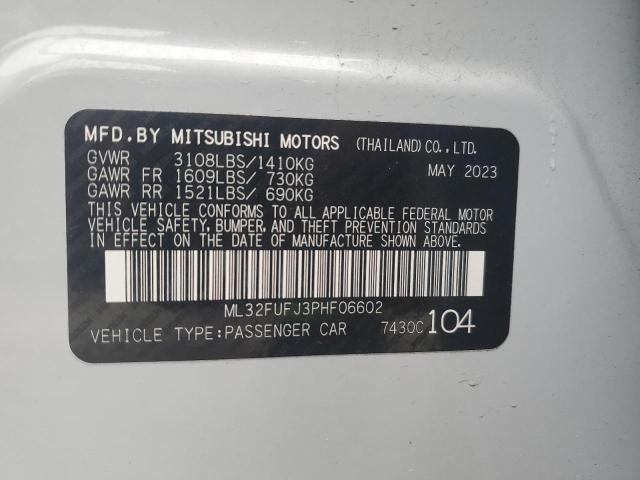 MFD.BY MITSUBISHI MOTORS (THAILAND) CO., LTD.
GVWR 3108LBS/1410KG MAY 2023
GAWR FR 1609LBS/ 730KG
GAWR RR 1521LBS/ 690KG
THIS VEHICLE CONFORMS TO ALL APPLICABLE FEDERAL MOTOR
VEHICLE SAFETY, BUMPER, AND THEFT PREVENTION STANDARDS
IN EFFECT ON THE DATE OF MANUFACTURE SHOWN ABOVE.
ML32FUFJ3PHF06602
VEHICLE TYPE:PASSENGER CAR 7430C 104